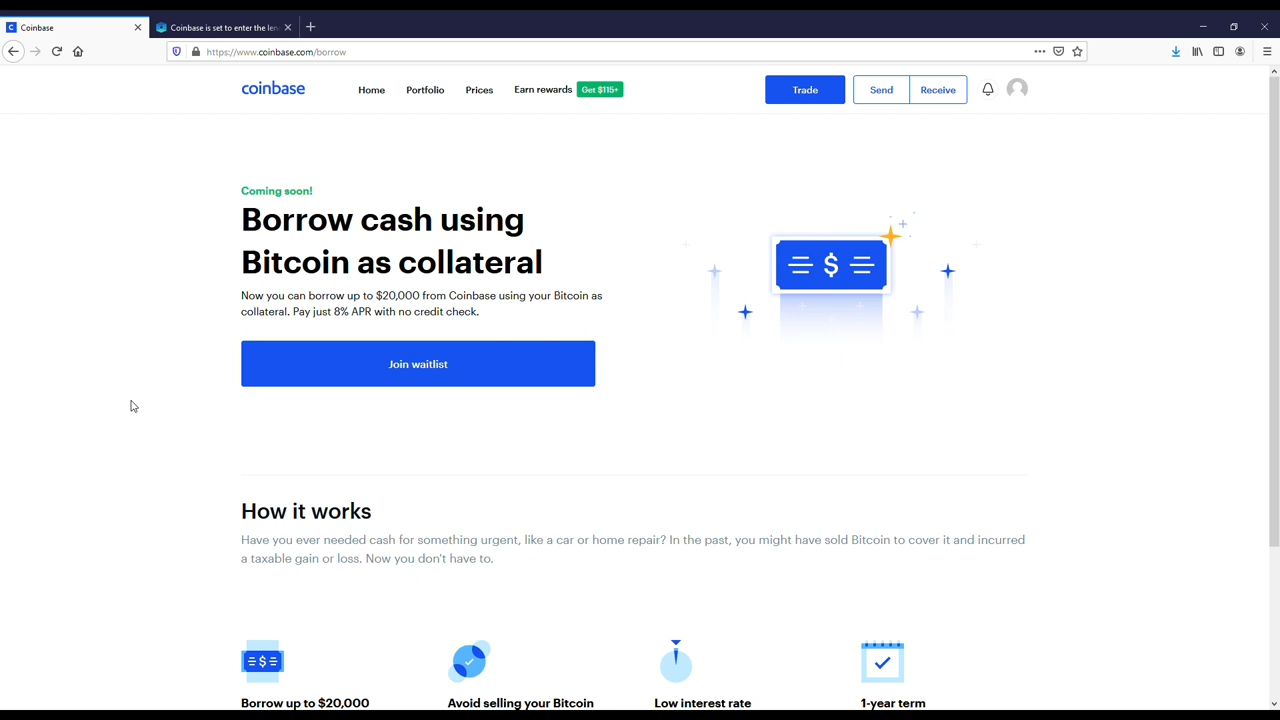 Coinbase
Coinbase is set to enter the len
https://www.coinbase.com/borrow
coinbase
Home
Portfolio
Prices
Earn rewards
Get $115+
Trade
Send
Receive
Coming soon!
Borrow cash using
Bitcoin as collateral
Now you can borrow up to $20,000 from Coinbase using your Bitcoin as
collateral. Pay just 8% APR with no credit check.
$
Join waitlist
How it works
Have you ever needed cash for something urgent, like a car or home repair? In the past, you might have sold Bitcoin to cover it and incurred
a taxable gain or loss. Now you don't have to.
$
Borrow up to $20,000
Avoid selling your Bitcoin
Low interest rate
1-year term